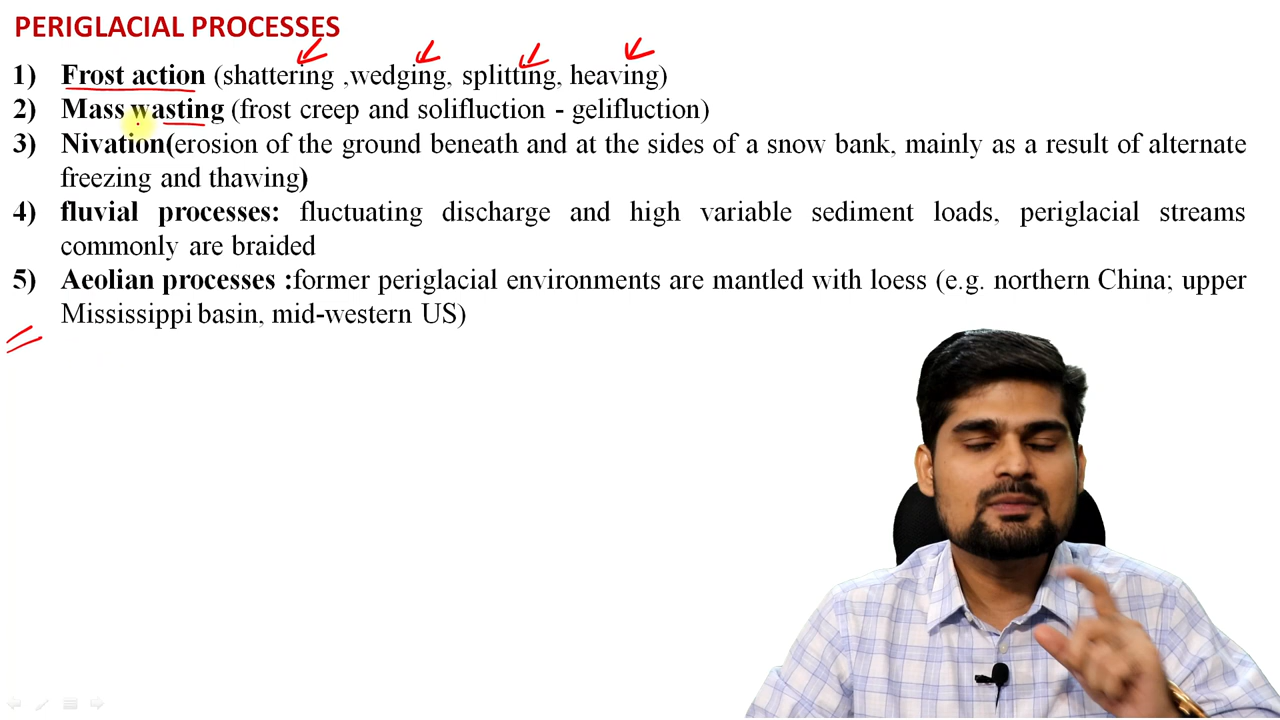 PERIGLACIAL PROCESSES
1) Frost action (shattering ,wedging, splitting, heaving)
2) Mass wasting (frost creep and solifluction - gelifluction)
3) Nivation(erosion of the ground beneath and at the sides of a snow bank, mainly as a result of alternate
freezing and thawing)
4) fluvial processes: fluctuating discharge and high variable sediment loads, periglacial streams
commonly are braided
5) Aeolian processes :former periglacial environments are mantled with loess (e.g. northern China; upper
Mississippi basin, mid-western US)